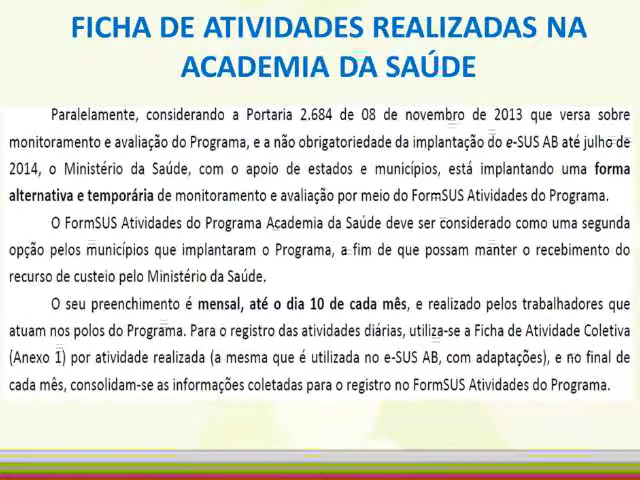 FICHA DE ATIVIDADES REALIZADAS NA
ACADEMIA DA SAÚDE
Paralelamente, considerando a Portaria 2.684 de 08 de novembro de 2013 que versa sobre
monitoramento e avaliação do Programa, e a não obrigatoriedade da implantação do e-SUS AB até julho de
2014, o Ministério da Saúde, com o apoio de estados e municípios, está implantando uma forma
alternativa e temporária de monitoramento e avaliação por meio do FormSUS Atividades do Programa.
O FormSUS Atividades do Programa Academia da Saúde deve ser considerado como uma segunda
opção pelos municípios que implantaram o Programa, a fim de que possam manter o recebimento do
recurso de custeio pelo Ministério da Saúde.
O seu preenchimento é mensal, até o dia 10 de cada mês, e realizado pelos trabalhadores que
atuam nos polos do Programa. Para o registro das atividades diárias, utiliza-se a Ficha de Atividade Coletiva
(Anexo 1) por atividade realizada (a mesma que é utilizada no e-SUS AB, com adaptações), e no final de
cada mês, consolidam-se as informações coletadas para o registro no FormSUS Atividades do Programa.